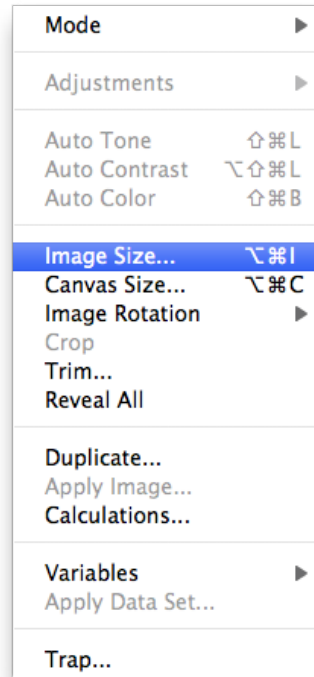 Mode ▶
Adjustments ▶
Auto Tone ⇧⌘L
Auto Contrast ⌥⇧⌘L
Auto Color ⇧⌘B
Image Size... ⌥⌘I
Canvas Size... ⌥⌘C
Image Rotation ▶
Crop
Trim...
Reveal All
Duplicate...
Apply Image...
Calculations...
Variables ▶
Apply Data Set...
Trap...